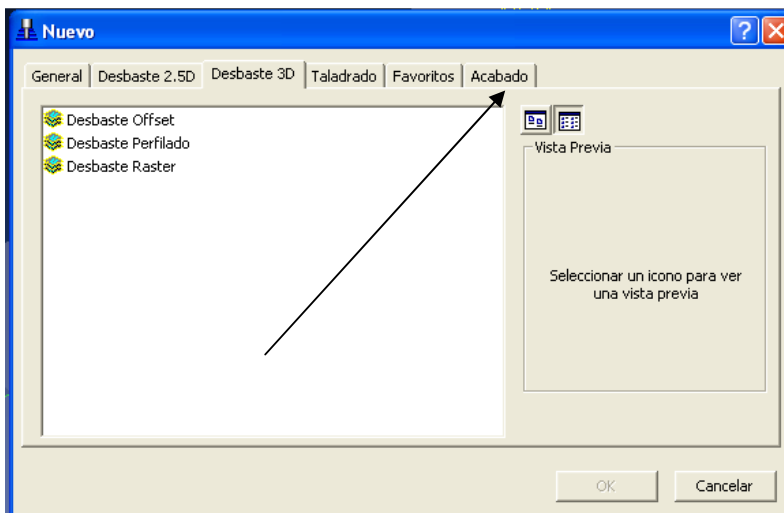 Nuevo
General Desbaste 2.5D Desbaste 3D Taladrado Favoritos Acabado
Desbaste Offset
Desbaste Perfilado
Desbaste Raster
Vista Previa
Seleccionar un icono para ver
una vista previa
OK Cancelar